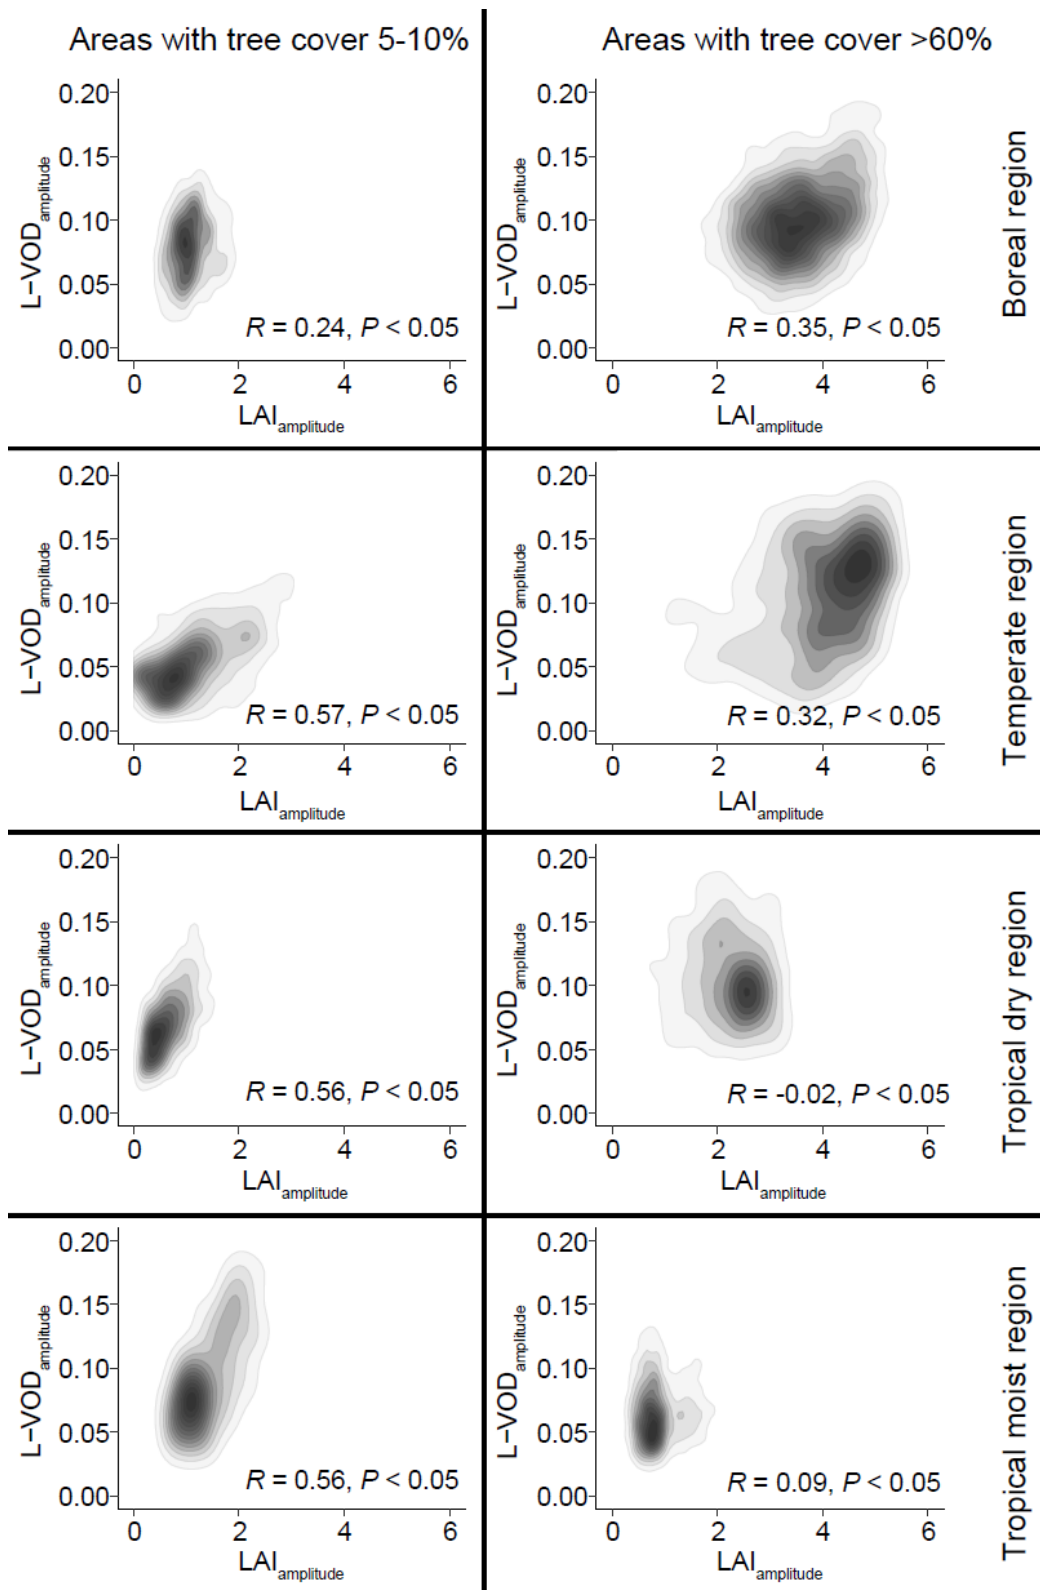 Areas with tree cover 5-10%
Areas with tree cover >60%
0.20
0.15
0.10
0.05
0.00
L−VODamplitude
R = 0.24, P < 0.05
0 2 4 6
LAIamplitude
0.20
0.15
0.10
0.05
0.00
L−VODamplitude
R = 0.35, P < 0.05
0 2 4 6
LAIamplitude
Boreal region
0.20
0.15
0.10
0.05
0.00
L−VODamplitude
R = 0.57, P < 0.05
0 2 4 6
LAIamplitude
0.20
0.15
0.10
0.05
0.00
L−VODamplitude
R = 0.32, P < 0.05
0 2 4 6
LAIamplitude
Temperate region
0.20
0.15
0.10
0.05
0.00
L−VODamplitude
R = 0.56, P < 0.05
0 2 4 6
LAIamplitude
0.20
0.15
0.10
0.05
0.00
L−VODamplitude
R = -0.02, P < 0.05
0 2 4 6
LAIamplitude
Tropical dry region
0.20
0.15
0.10
0.05
0.00
L−VODamplitude
R = 0.56, P < 0.05
0 2 4 6
LAIamplitude
0.20
0.15
0.10
0.05
0.00
L−VODamplitude
R = 0.09, P < 0.05
0 2 4 6
LAIamplitude
Tropical moist region